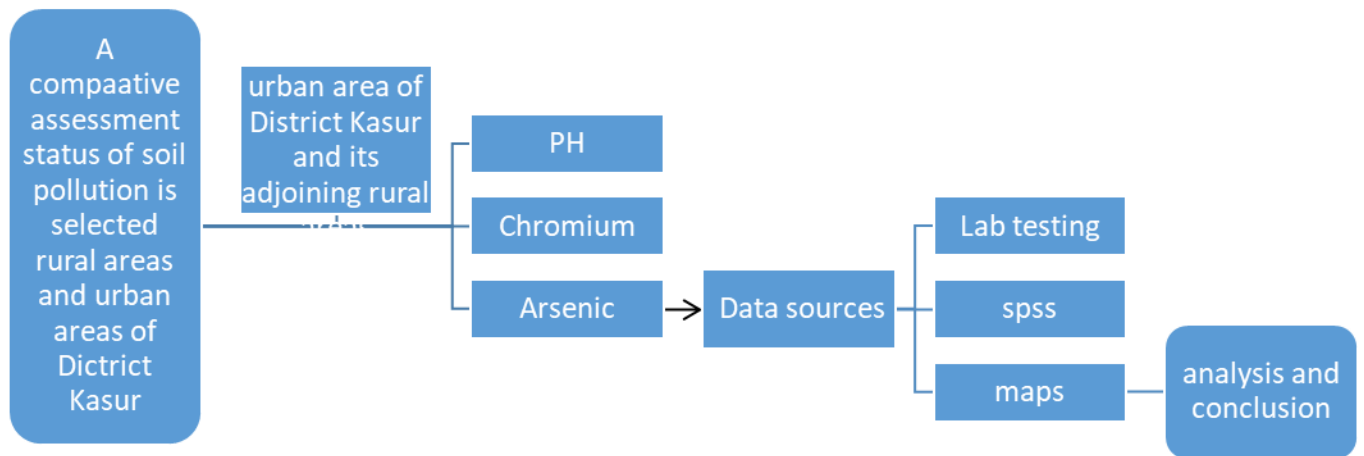 A
compaative
assessment
status of soil
pollution is
selected
rural areas
and urban
areas of
Dictrict
Kasur
urban area of
District Kasur
and its
adjoining rural
areas
PH
Chromium
Arsenic
Data sources
Lab testing
spss
maps
analysis and
conclusion